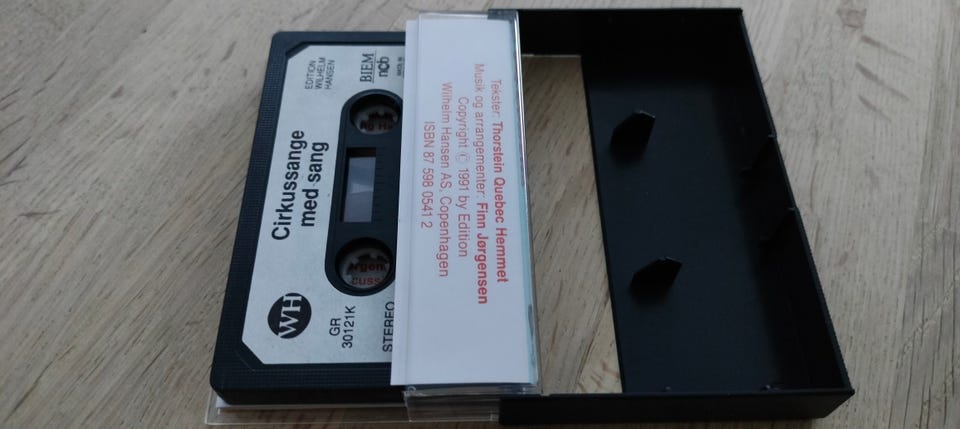 Cirkussange
med sang
EDITION
WILHELM
HANSEN
BIEM
ncb
WH
GR
30121K
STEREO
Tekster: Thorstein Quebec Hemmet
Musik og arrangementer: Finn Jørgensen
Copyright © 1991 by Edition
Wilhelm Hansen AS, Copenhagen
ISBN 87 598 0541 2